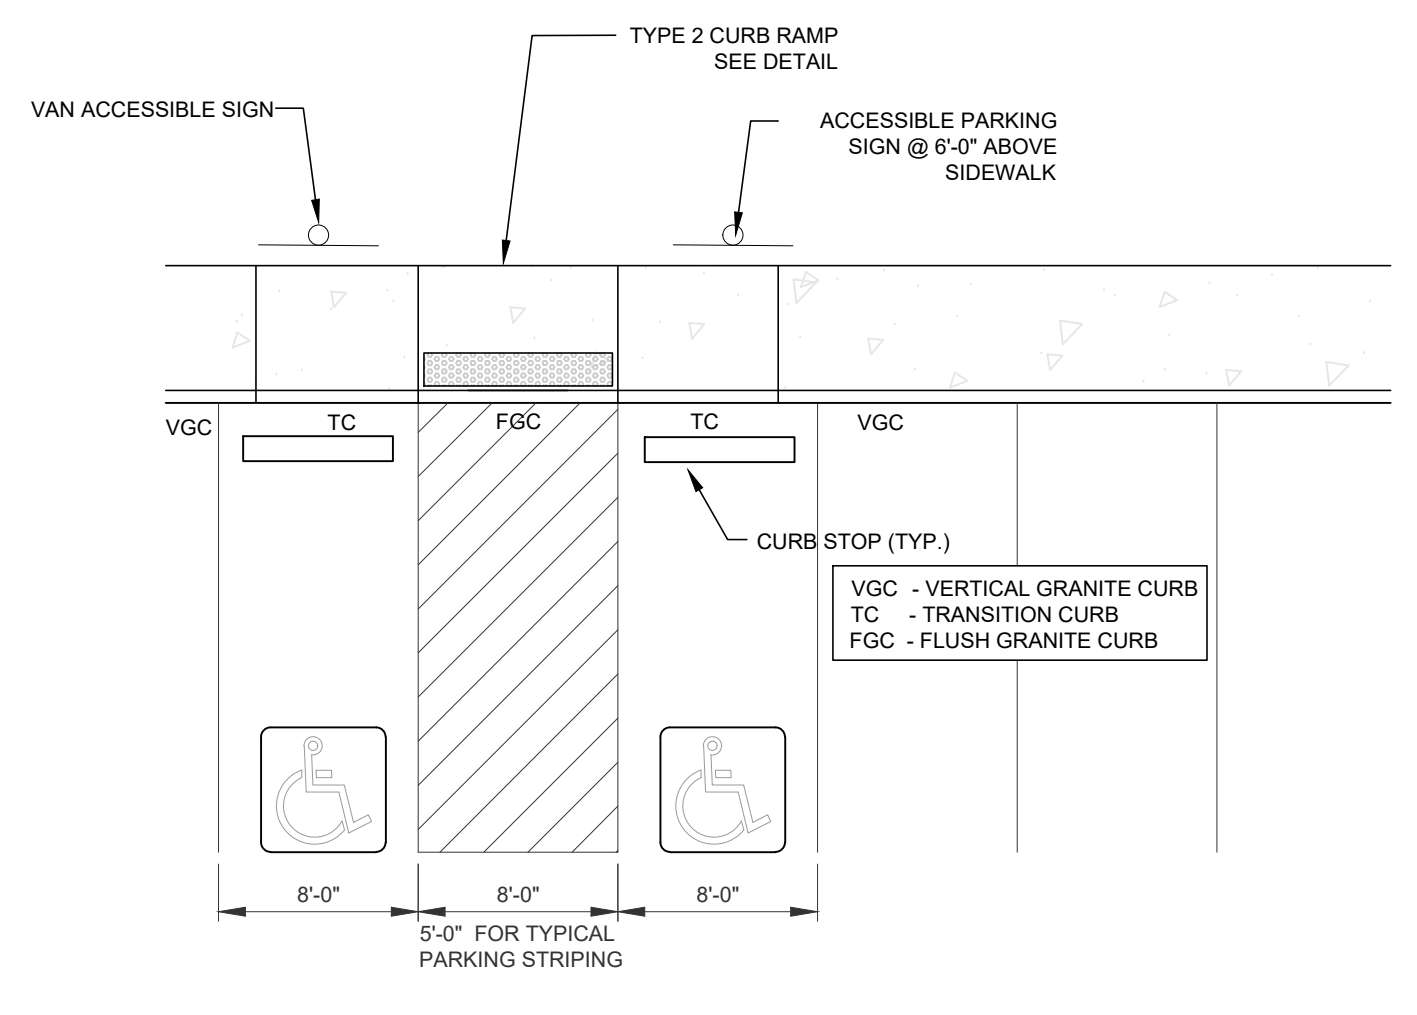 TYPE 2 CURB RAMP
SEE DETAIL
VAN ACCESSIBLE SIGN
ACCESSIBLE PARKING
SIGN @ 6'-0" ABOVE
SIDEWALK
VGC
TC
FGC
TC
VGC
CURB STOP (TYP.)
VGC - VERTICAL GRANITE CURB
TC - TRANSITION CURB
FGC - FLUSH GRANITE CURB
8'-0"
8'-0"
8'-0"
5'-0" FOR TYPICAL
PARKING STRIPING